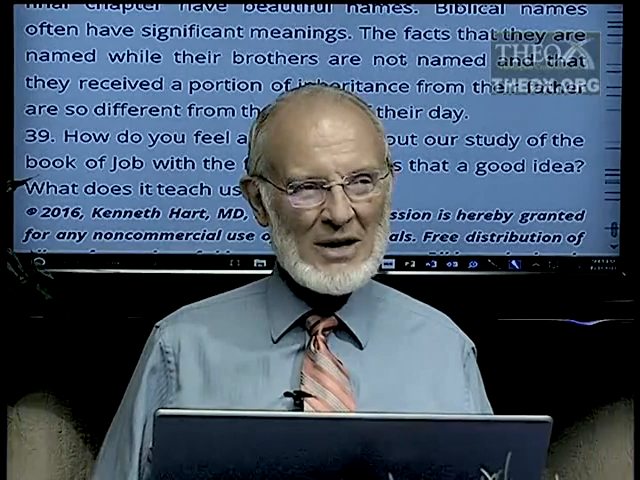 final Chapter have beautiful names. Biblical names
often have significant meanings. The facts that they are
named while their brothers are not named and that
they received a portion of inheritance from their father
are so different from the of their day.
39. How do you feel a out our study of the
book of Job with the s that a good idea?
What does it teach us
©2016, Kenneth Hart, MD, ssion is hereby granted
for any noncommercial use o als. Free distribution of
THEOX
THEOX.ORG